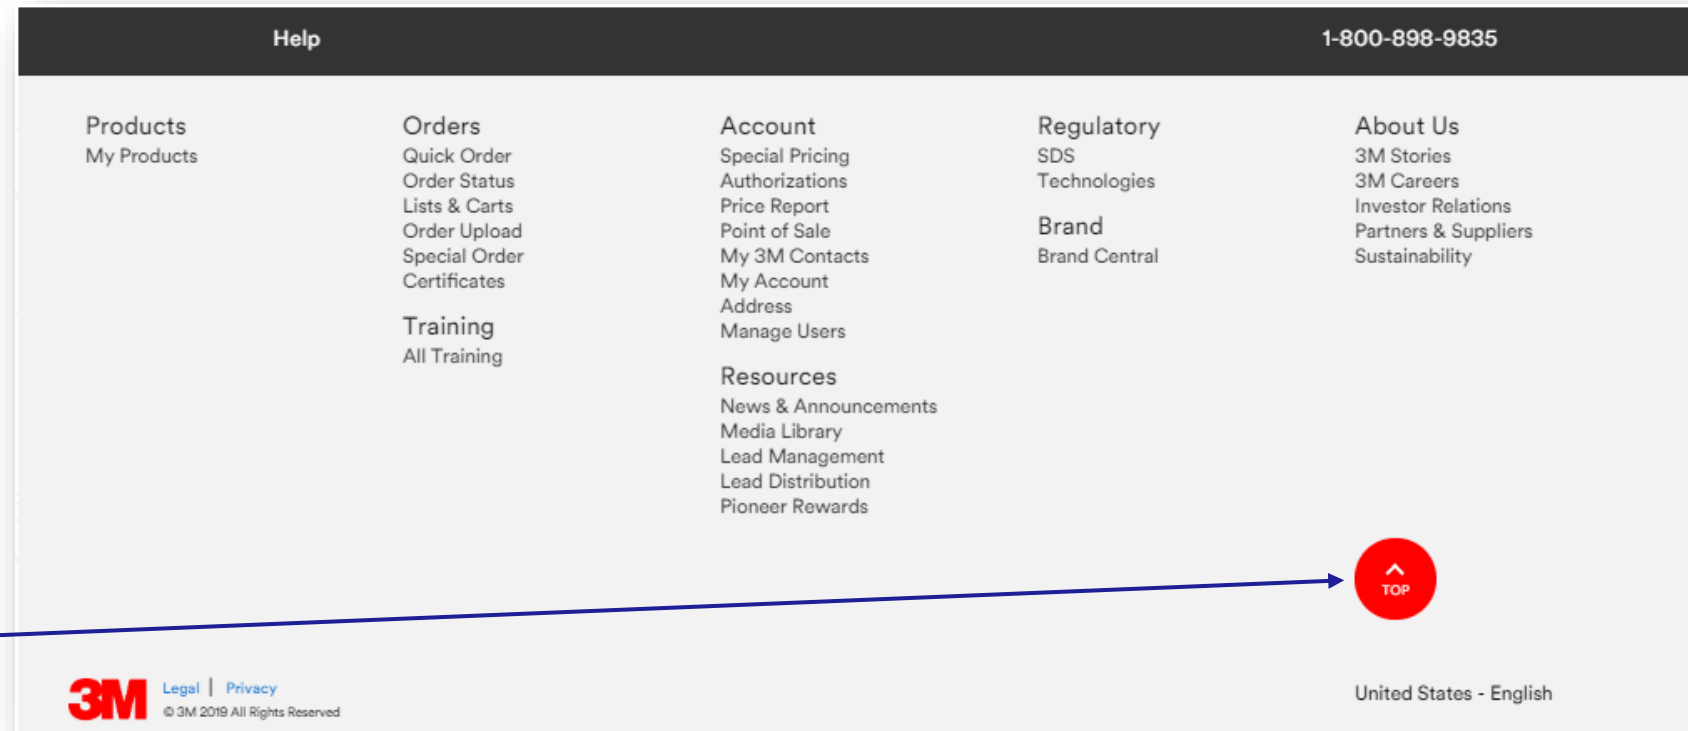 Help
1-800-898-9835
Products
My Products
Orders
Quick Order
Order Status
Lists & Carts
Order Upload
Special Order
Certificates
Training
All Training
Account
Special Pricing
Authorizations
Price Report
Point of Sale
My 3M Contacts
My Account
Address
Manage Users
Resources
News & Announcements
Media Library
Lead Management
Lead Distribution
Pioneer Rewards
Regulatory
SDS
Technologies
Brand
Brand Central
About Us
3M Stories
3M Careers
Investor Relations
Partners & Suppliers
Sustainability
TOP
3M
Legal | Privacy
© 3M 2019 All Rights Reserved
United States - English